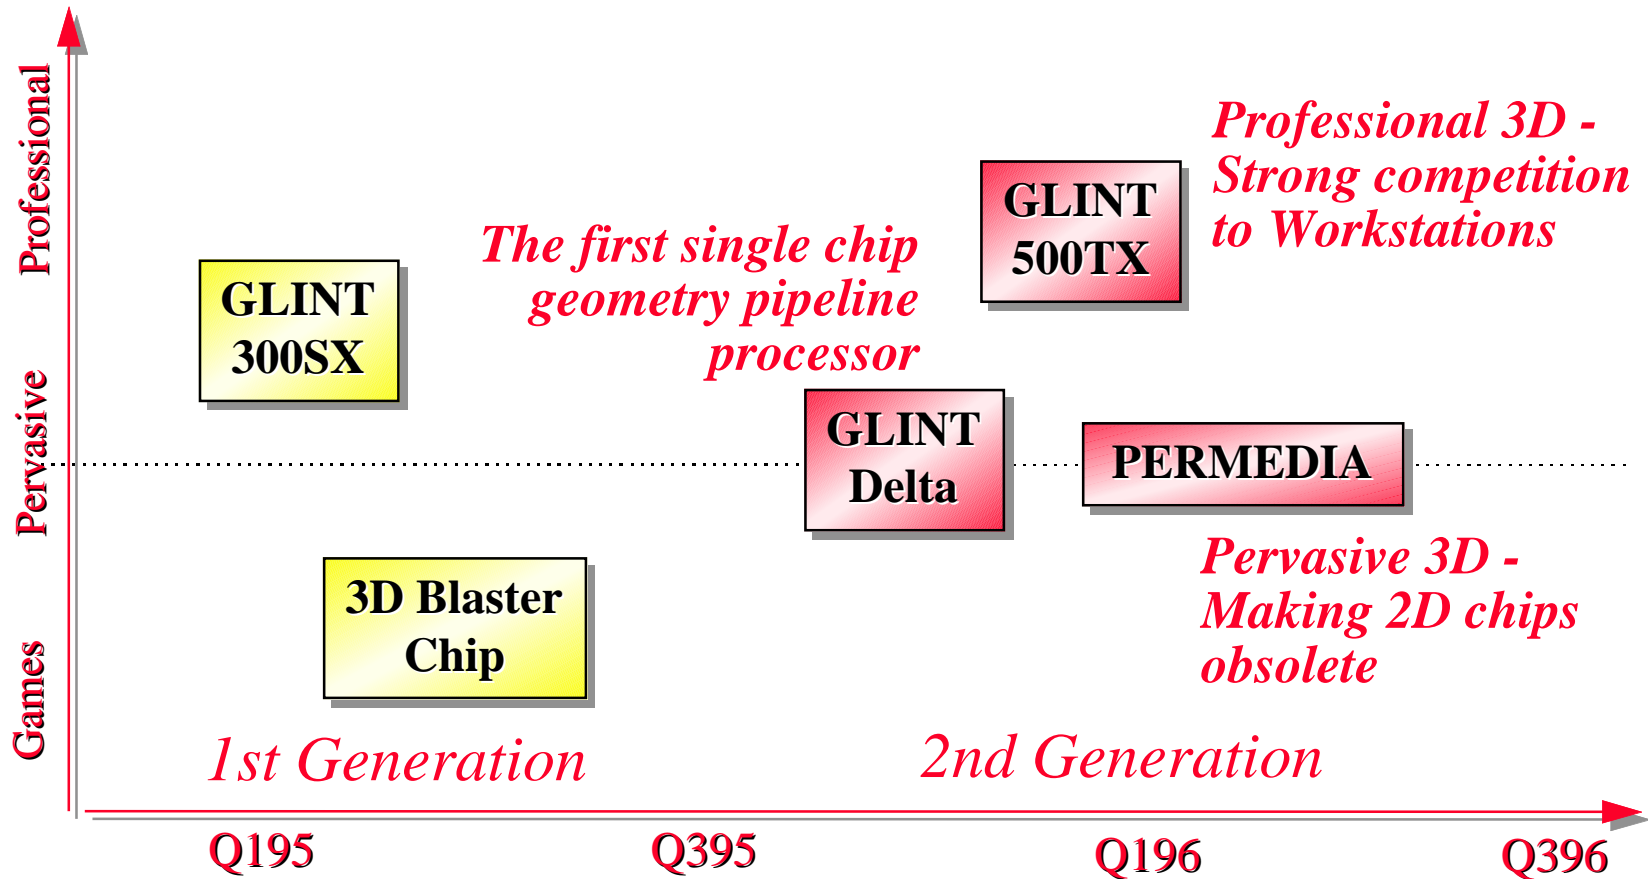 Professional
Pervasive
Games
GLINT
300SX
The first single chip
geometry pipeline
processor
GLINT
500TX
Professional 3D -
Strong competition
to Workstations
GLINT
Delta
PERMEDIA
3D Blaster
Chip
Pervasive 3D -
Making 2D chips
obsolete
1st Generation
2nd Generation
Q195
Q395
Q196
Q396